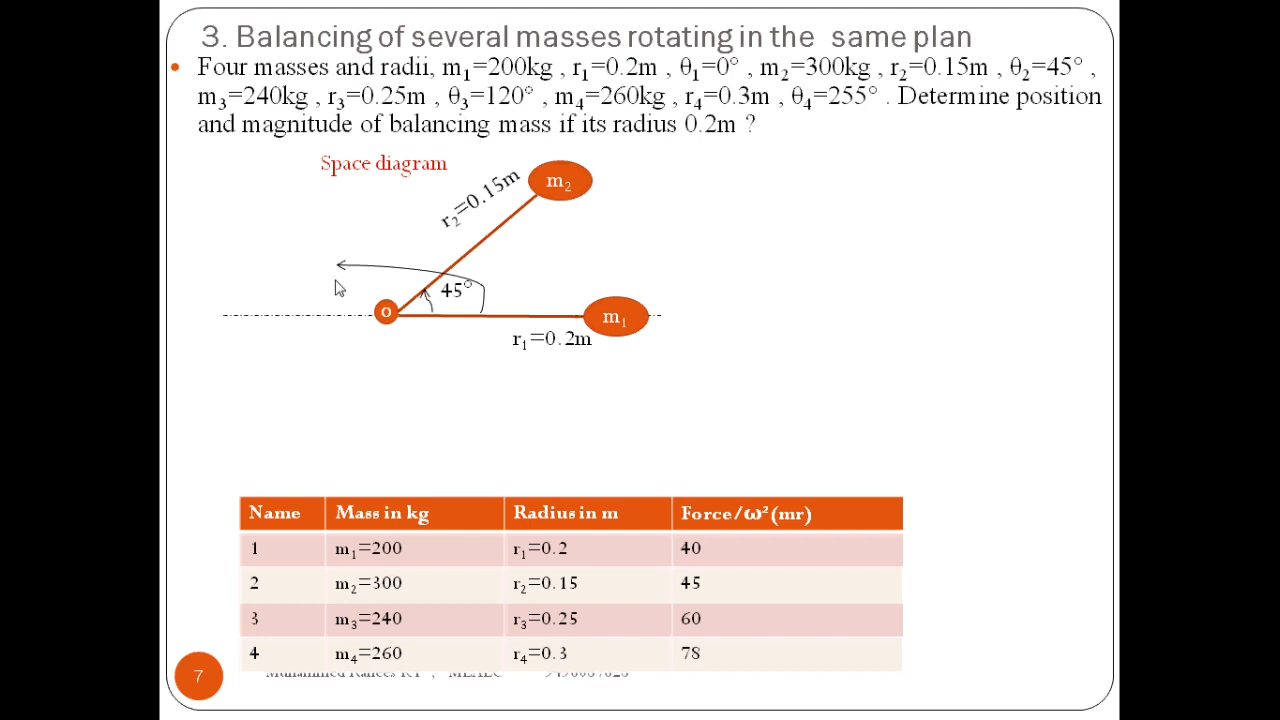 3. Balancing of several masses rotating in the same plan
• Four masses and radii, m₁=200kg , r₁=0.2m , θ₁=0° , m₂=300kg , r₂=0.15m , θ₂=45° ,
m₃=240kg , r₃=0.25m , θ₃=120° , m₄=260kg , r₄=0.3m , θ₄=255° . Determine position
and magnitude of balancing mass if its radius 0.2m ?
Space diagram
m₂
r₂=0.15m
45°
O
m₁
r₁=0.2m
Name Mass in kg Radius in m Force/ω²(mr)
1 m₁=200 r₁=0.2 40
2 m₂=300 r₂=0.15 45
3 m₃=240 r₃=0.25 60
4 m₄=260 r₄=0.3 78
7